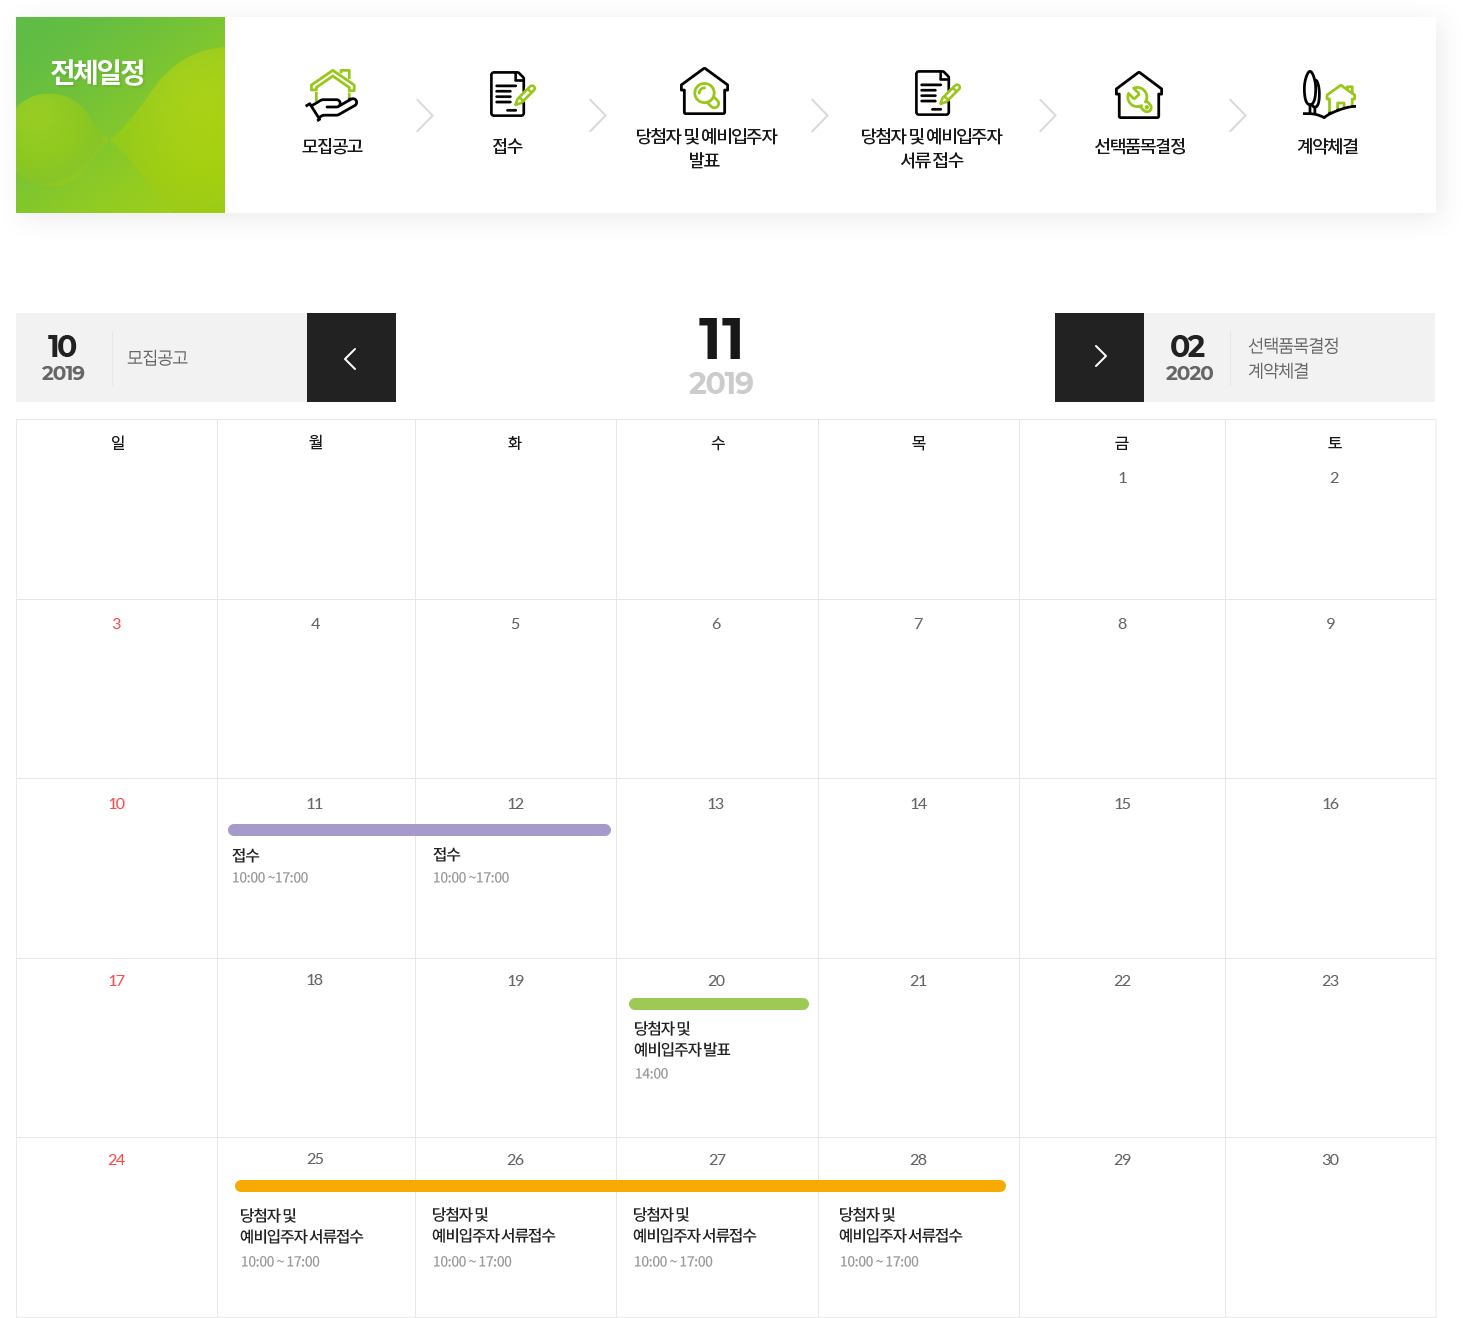 전체일정
모집공고
접수
당첨자 및 예비입주자
발표
당첨자 및 예비입주자
서류 접수
선택품목결정
계약체결
10
2019
모집공고
11
2019
02
2020
선택품목결정
계약체결
일 월 화 수 목 금 토
1 2
3 4 5 6 7 8 9
10 11 12 13 14 15 16
접수
10:00 ~17:00
접수
10:00 ~17:00
17 18 19 20 21 22 23
당첨자 및
예비입주자 발표
14:00
24 25 26 27 28 29 30
당첨자 및
예비입주자 서류접수
10:00 ~ 17:00
당첨자 및
예비입주자 서류접수
10:00 ~ 17:00
당첨자 및
예비입주자 서류접수
10:00 ~ 17:00
당첨자 및
예비입주자 서류접수
10:00 ~ 17:00